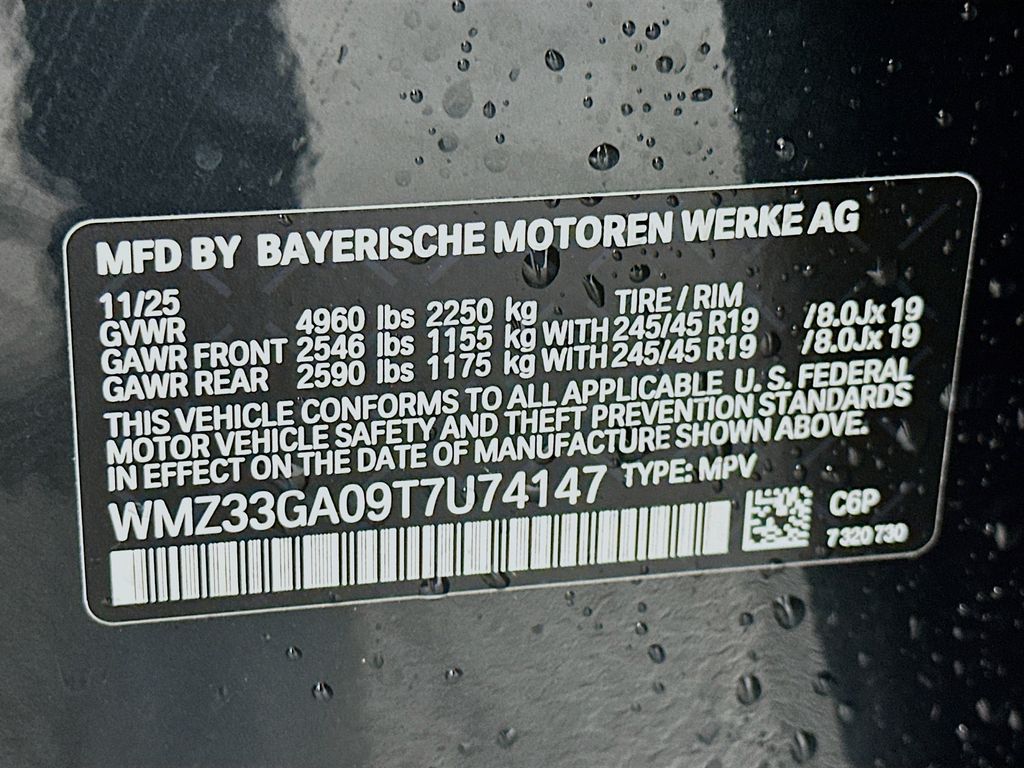 MFD BY BAYERISCHE MOTOREN WERKE AG
11/25 TIRE / RIM
GVWR 4960 lbs 2250 kg
GAWR FRONT 2546 lbs 1155 kg WITH 245/45 R19 /8.0Jx 19
GAWR REAR 2590 lbs 1175 kg WITH 245/45 R19 /8.0Jx 19
THIS VEHICLE CONFORMS TO ALL APPLICABLE U. S. FEDERAL
MOTOR VEHICLE SAFETY AND THEFT PREVENTION STANDARDS
IN EFFECT ON THE DATE OF MANUFACTURE SHOWN ABOVE.
WMZ33GA09T7U74147 TYPE: MPV
C6P
7320730